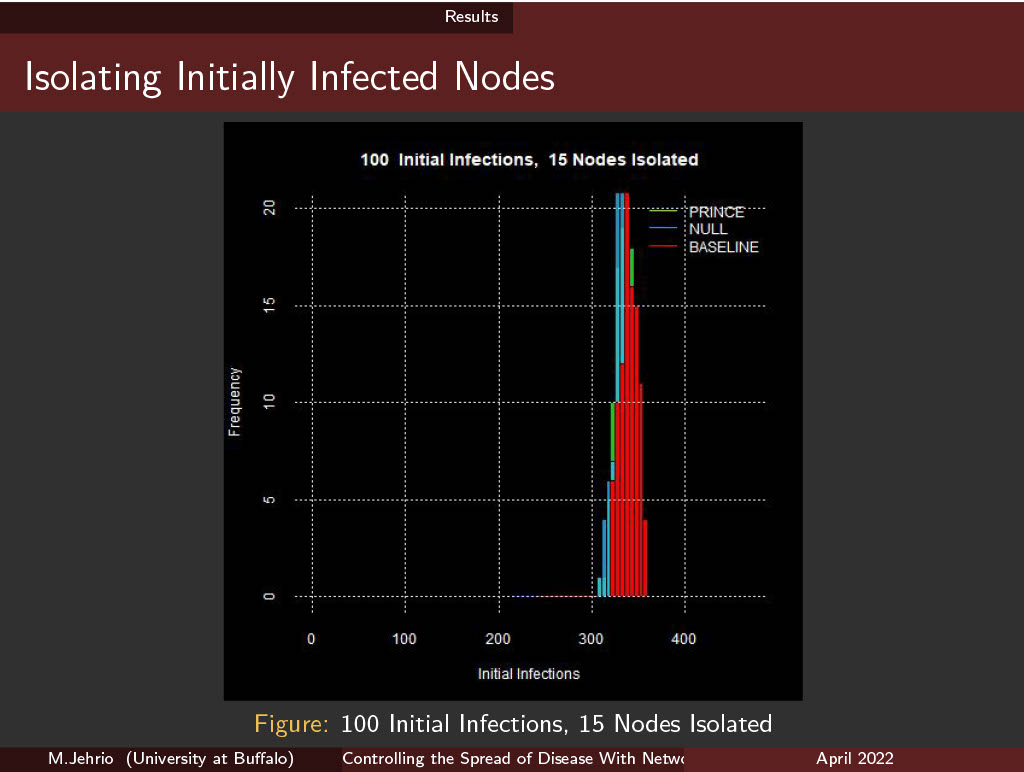 Results
Isolating Initially Infected Nodes
100 Initial Infections, 15 Nodes Isolated
PRINCE
NULL
BASELINE
Frequency
20
15
10
5
0
0 100 200 300 400
Initial Infections
Figure: 100 Initial Infections, 15 Nodes Isolated
M.Jehrio (University at Buffalo) Controlling the Spread of Disease With April 2022